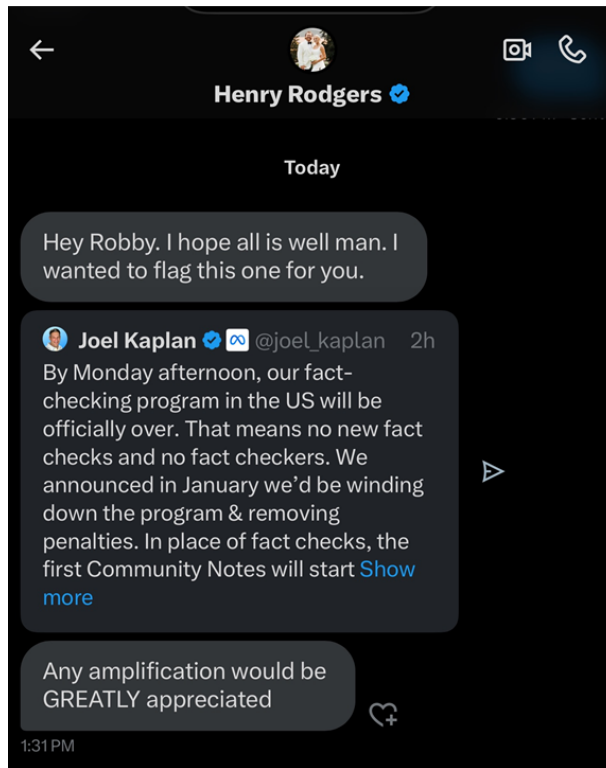 Henry Rodgers
Today
Hey Robby. I hope all is well man. I
wanted to flag this one for you.
Joel Kaplan @joel_kaplan 2h
By Monday afternoon, our fact-
checking program in the US will be
officially over. That means no new fact
checks and no fact checkers. We
announced in January we’d be winding
down the program & removing
penalties. In place of fact checks, the
first Community Notes will start Show
more
Any amplification would be
GREATLY appreciated
1:31 PM